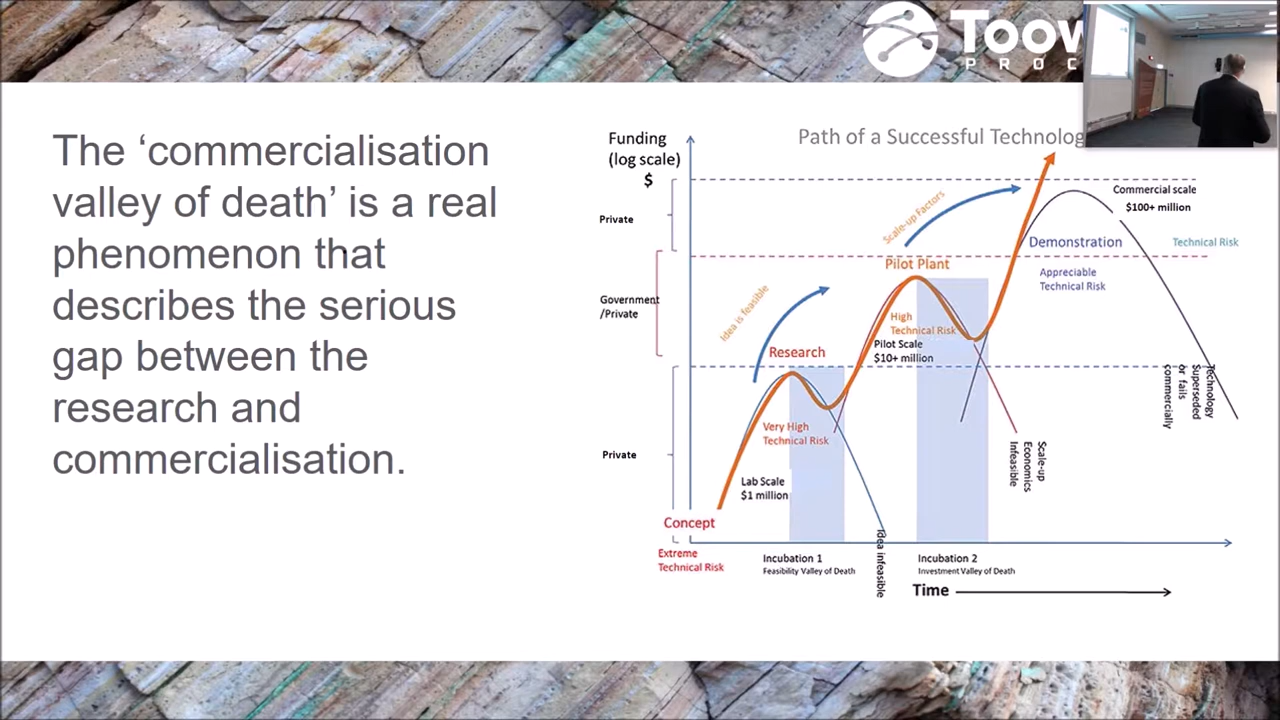 TOOW
PROC
The ‘commercialisation
valley of death’ is a real
phenomenon that
describes the serious
gap between the
research and
commercialisation.
Path of a Successful Technolog
Funding
(log scale)
$
Private
Government
/Private
Private
Commercial scale
$100+ million
Scale-up Factors
Demonstration
Technical Risk
Pilot Plant
Appreciable
Technical Risk
Idea is feasible
High
Technical Risk
Pilot Scale
$10+ million
Research
Technology
Superseded
or fails
commercially
Very High
Technical Risk
Scale-up
Economics
Infeasible
Lab Scale
$1 million
Concept
Extreme
Technical Risk
Idea infeasible
Incubation 1
Feasibility Valley of Death
Incubation 2
Investment Valley of Death
Time